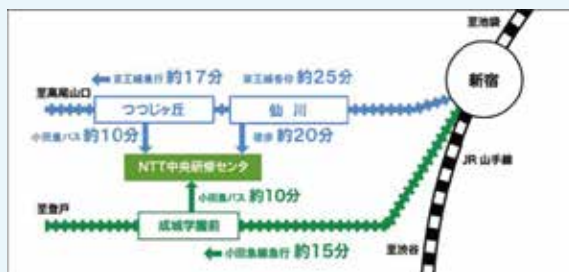 至池袋
京王線急行 約17分
京王線各停 約25分
新宿
至高尾山口
つつじヶ丘
仙川
小田急バス 約10分
徒歩 約20分
NTT中央研修センタ
JR山手線
小田急バス 約10分
至登戸
成城学園前
至渋谷
小田急線急行 約15分